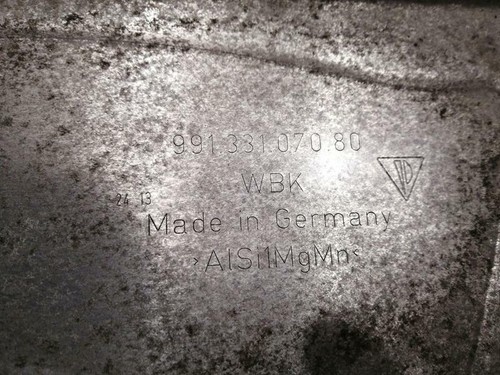 991.331.070.80
WBK
24 13
Made in Germany
>AlSi1MgMn<